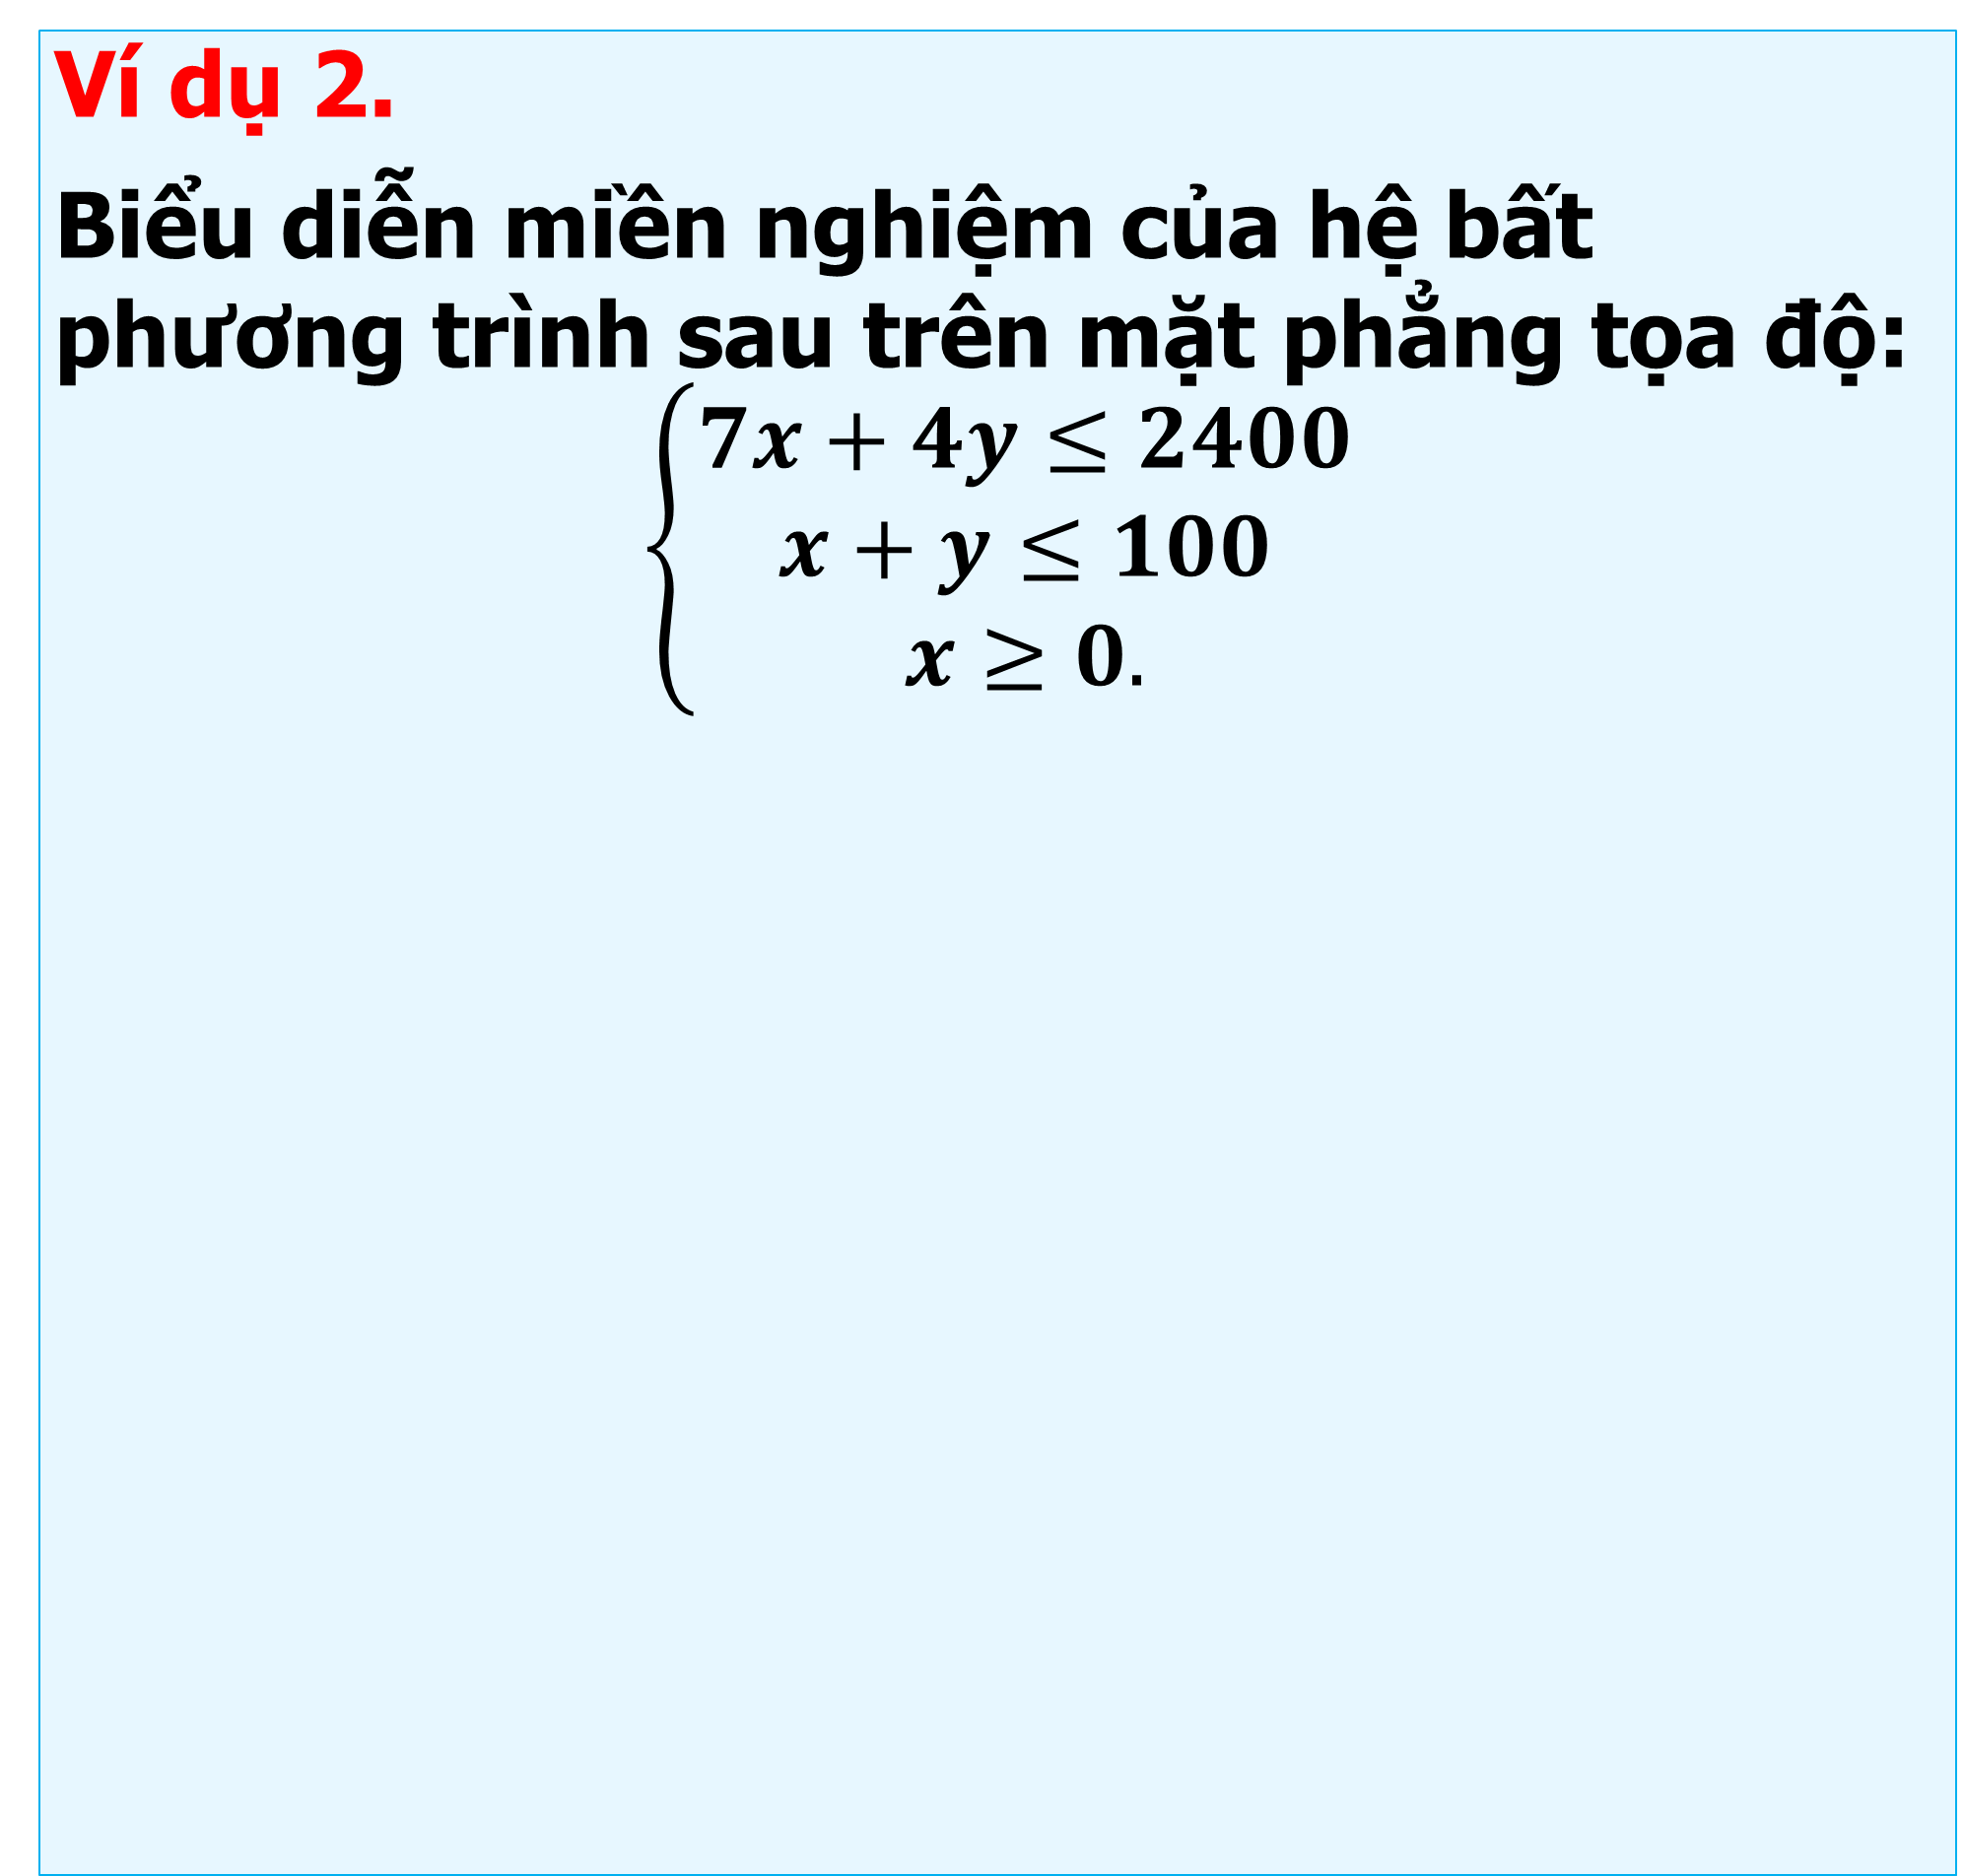 Ví dụ 2.
Biểu diễn miền nghiệm của hệ bất
phương trình sau trên mặt phẳng tọa độ:
7x + 4y ≤ 2400
x + y ≤ 100
x ≥ 0.